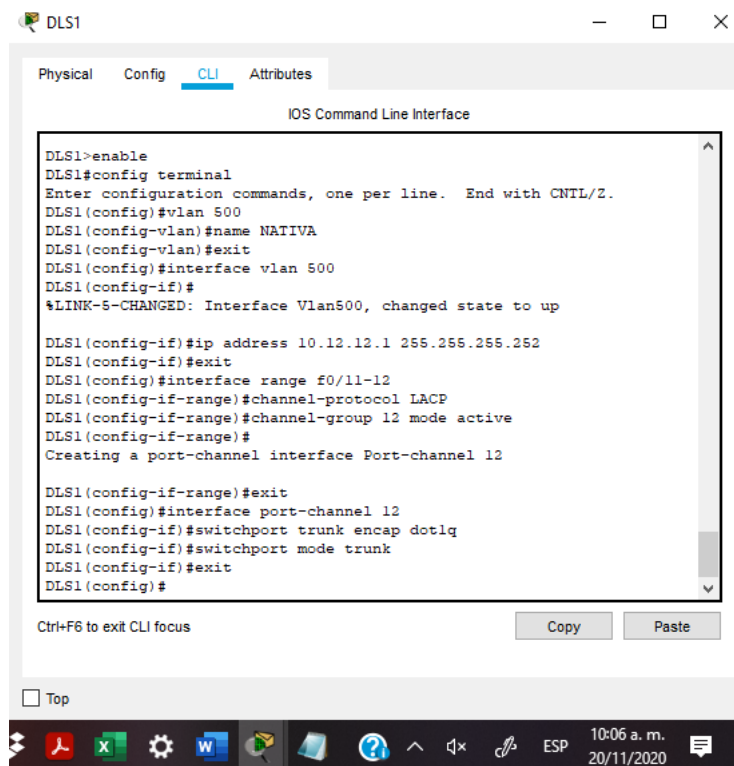 DLS1
Physical Config CLI Attributes
IOS Command Line Interface
DLS1>enable
DLS1#config terminal
Enter configuration commands, one per line. End with CNTL/Z.
DLS1(config)#vlan 500
DLS1(config-vlan)#name NATIVA
DLS1(config-vlan)#exit
DLS1(config)#interface vlan 500
DLS1(config-if)#
%LINK-5-CHANGED: Interface Vlan500, changed state to up
DLS1(config-if)#ip address 10.12.12.1 255.255.255.252
DLS1(config-if)#exit
DLS1(config)#interface range f0/11-12
DLS1(config-if-range)#channel-protocol LACP
DLS1(config-if-range)#channel-group 12 mode active
DLS1(config-if-range)#
Creating a port-channel interface Port-channel 12
DLS1(config-if-range)#exit
DLS1(config)#interface port-channel 12
DLS1(config-if)#switchport trunk encap dot1q
DLS1(config-if)#switchport mode trunk
DLS1(config-if)#exit
DLS1(config)#
Ctrl+F6 to exit CLI focus Copy Paste
Top
ESP 10:06 a. m.
20/11/2020